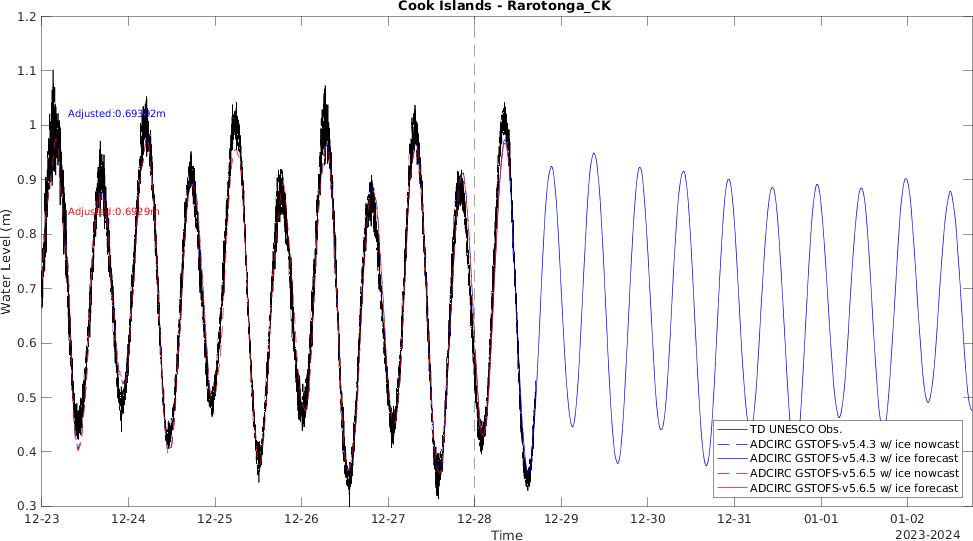 Cook Islands - Rarotonga_CK
1.2
1.1
1
0.9
0.8
0.7
0.6
0.5
0.4
0.3
Water Level (m)
Adjusted:0.69392m
Adjusted:0.6929m
TD UNESCO Obs.
ADCIRC GSTOFS-v5.4.3 w/ ice nowcast
ADCIRC GSTOFS-v5.4.3 w/ ice forecast
ADCIRC GSTOFS-v5.6.5 w/ ice nowcast
ADCIRC GSTOFS-v5.6.5 w/ ice forecast
12-23 12-24 12-25 12-26 12-27 12-28 12-29 12-30 12-31 01-01 01-02
Time
2023-2024